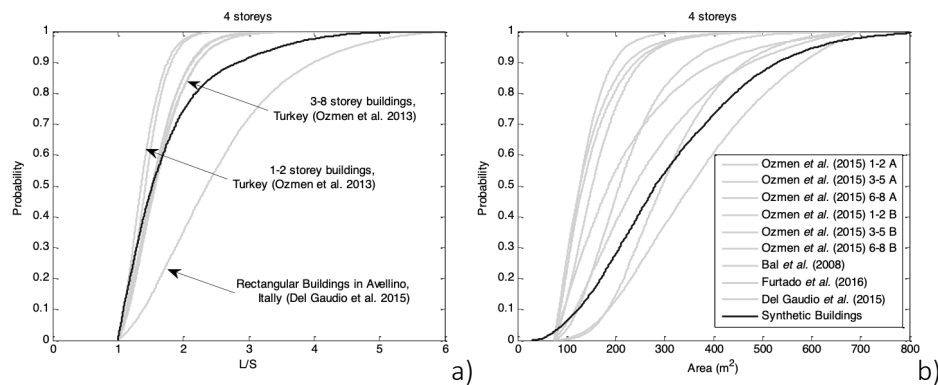 4 storeys
1
0.9
0.8
0.7
0.6
0.5
0.4
0.3
0.2
0.1
0
Probability
3-8 storey buildings,
Turkey (Ozmen et al. 2013)
1-2 storey buildings,
Turkey (Ozmen et al. 2013)
Rectangular Buildings in Avellino,
Italy (Del Gaudio et al. 2015)
0 1 2 3 4 5 6
L/S
a)
4 storeys
1
0.9
0.8
0.7
0.6
0.5
0.4
0.3
0.2
0.1
0
Probability
Ozmen et al. (2015) 1-2 A
Ozmen et al. (2015) 3-5 A
Ozmen et al. (2015) 6-8 A
Ozmen et al. (2015) 1-2 B
Ozmen et al. (2015) 3-5 B
Ozmen et al. (2015) 6-8 B
Bal et al. (2008)
Furtado et al. (2016)
Del Gaudio et al. (2015)
Synthetic Buildings
0 100 200 300 400 500 600 700 800
Area (m²)
b)